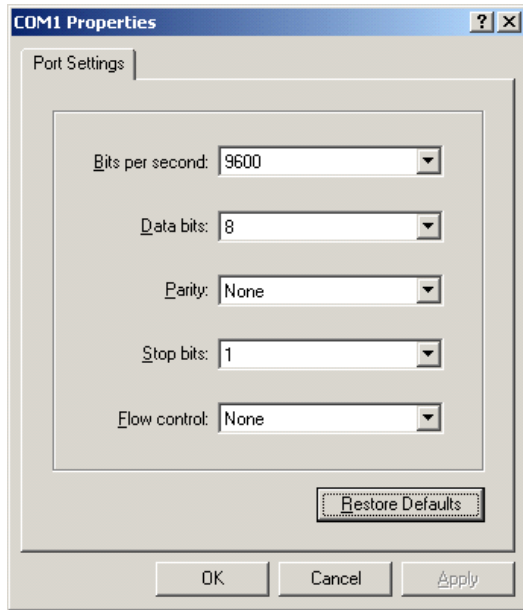 COM1 Properties
Port Settings
Bits per second: 9600
Data bits: 8
Parity: None
Stop bits: 1
Flow control: None
Restore Defaults
OK Cancel Apply